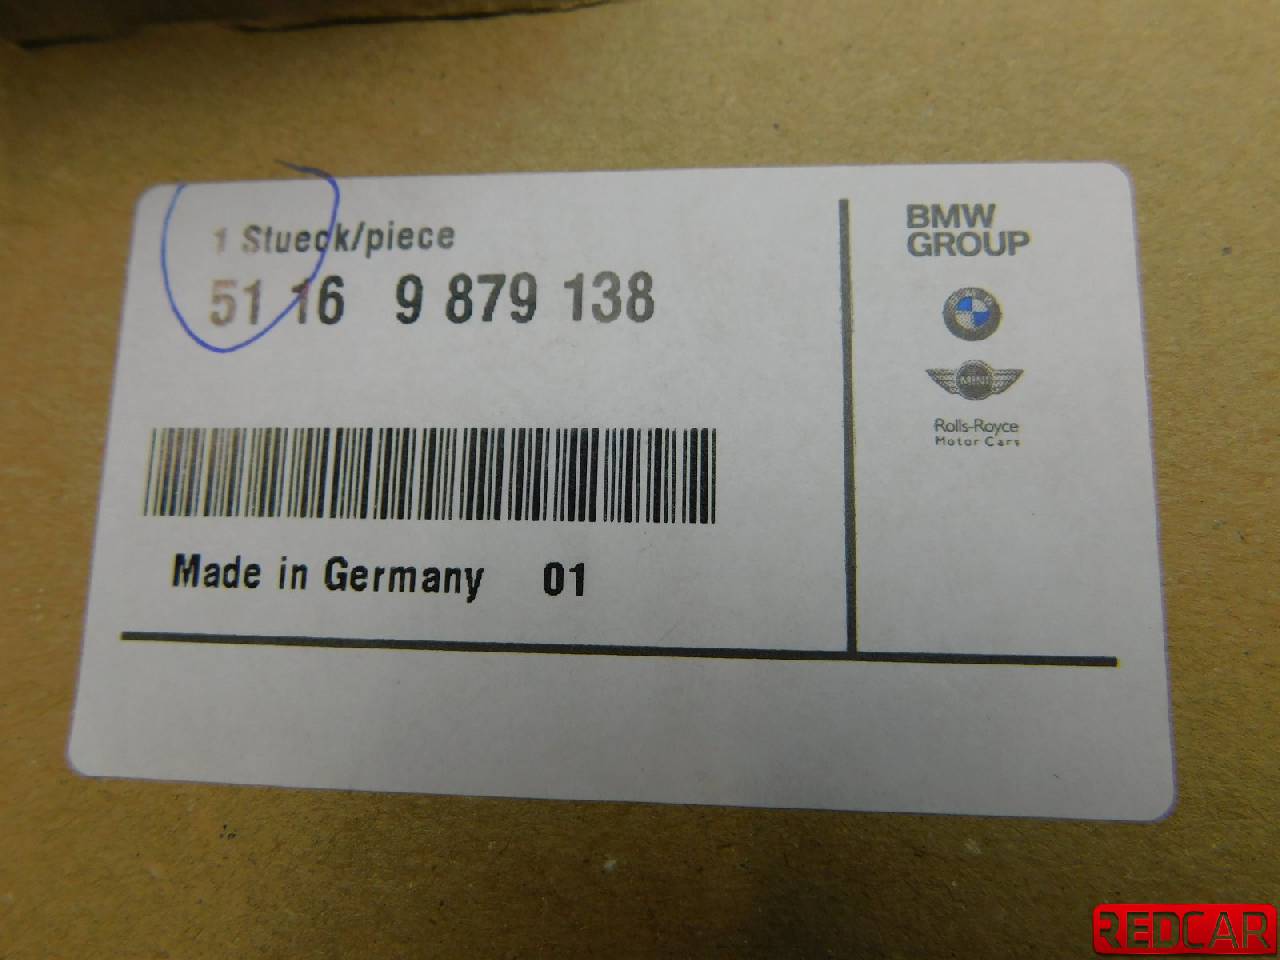 1 Stueck/piece
51 16 9 879 138
Made in Germany 01
BMW
GROUP
BMW
MINI
Rolls-Royce
Motor Cars
REDCAR